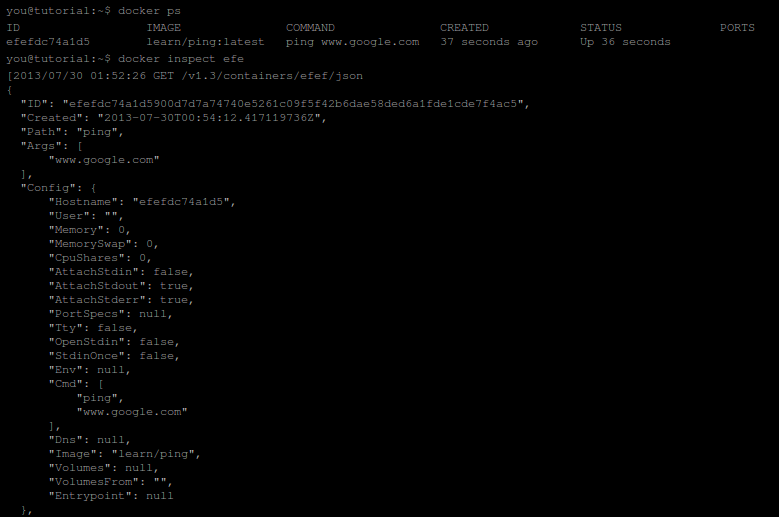 you@tutorial:~$ docker ps
ID IMAGE COMMAND CREATED STATUS PORTS
efefdc74a1d5 learn/ping:latest ping www.google.com 37 seconds ago Up 36 seconds
you@tutorial:~$ docker inspect efe
[2013/07/30 01:52:26 GET /v1.3/containers/efef/json
{
  "ID": "efefdc74a1d5900d7d7a74740e5261c09f5f42b6dae58ded6a1fde1cde7f4ac5",
  "Created": "2013-07-30T00:54:12.417119736Z",
  "Path": "ping",
  "Args": [
      "www.google.com"
  ],
  "Config": {
      "Hostname": "efefdc74a1d5",
      "User": "",
      "Memory": 0,
      "MemorySwap": 0,
      "CpuShares": 0,
      "AttachStdin": false,
      "AttachStdout": true,
      "AttachStderr": true,
      "PortSpecs": null,
      "Tty": false,
      "OpenStdin": false,
      "StdinOnce": false,
      "Env": null,
      "Cmd": [
          "ping",
          "www.google.com"
      ],
      "Dns": null,
      "Image": "learn/ping",
      "Volumes": null,
      "VolumesFrom": "",
      "Entrypoint": null
  },